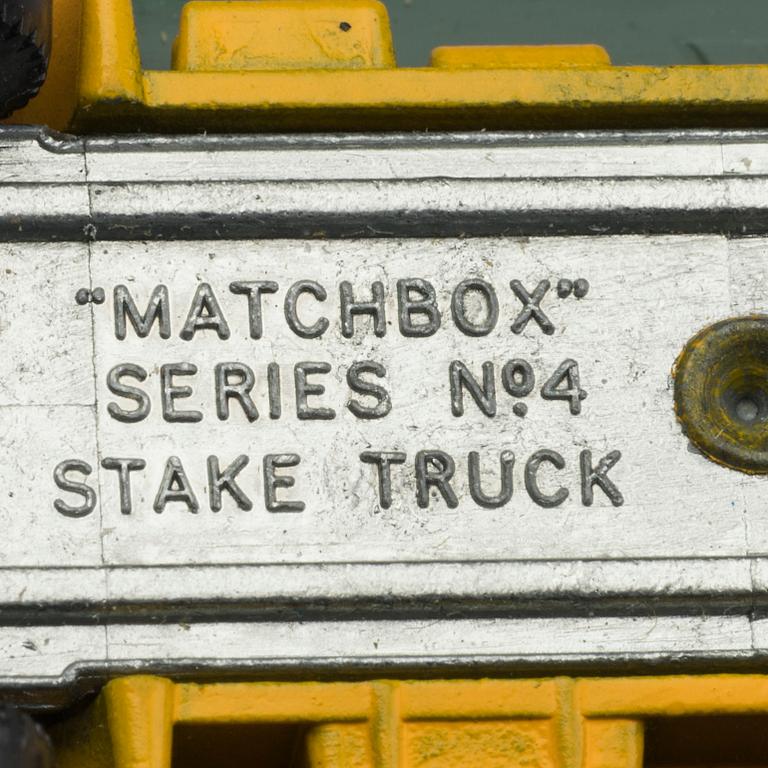 “MATCHBOX”
SERIES Nº4
STAKE TRUCK